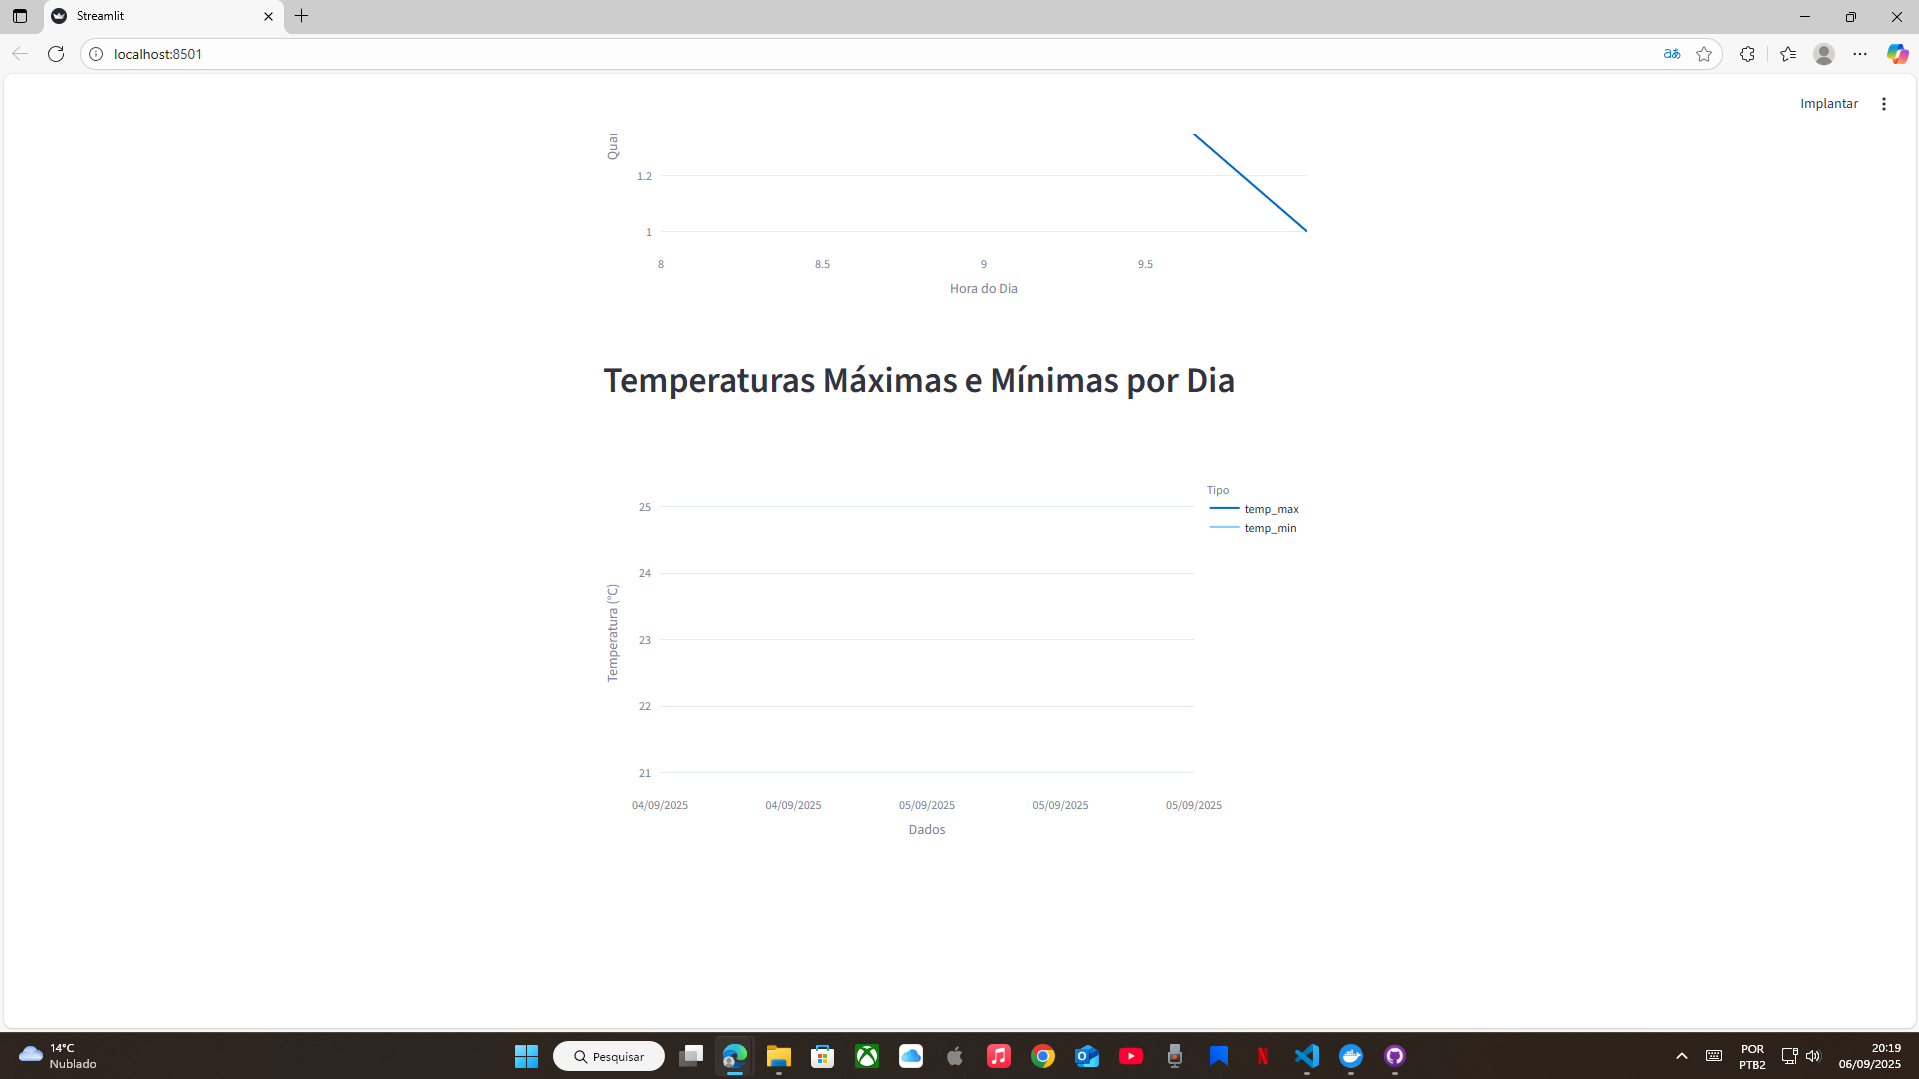 Streamlit
localhost:8501
aあ
Implantar
1.2
1
8
8.5
9
9.5
Hora do Dia
Temperaturas Máximas e Mínimas por Dia
Tipo
temp_max
temp_min
25
24
23
22
21
Temperatura (°C)
04/09/2025
04/09/2025
05/09/2025
05/09/2025
05/09/2025
Dados
14°C
Nublado
Pesquisar
POR
PTB2
20:19
06/09/2025